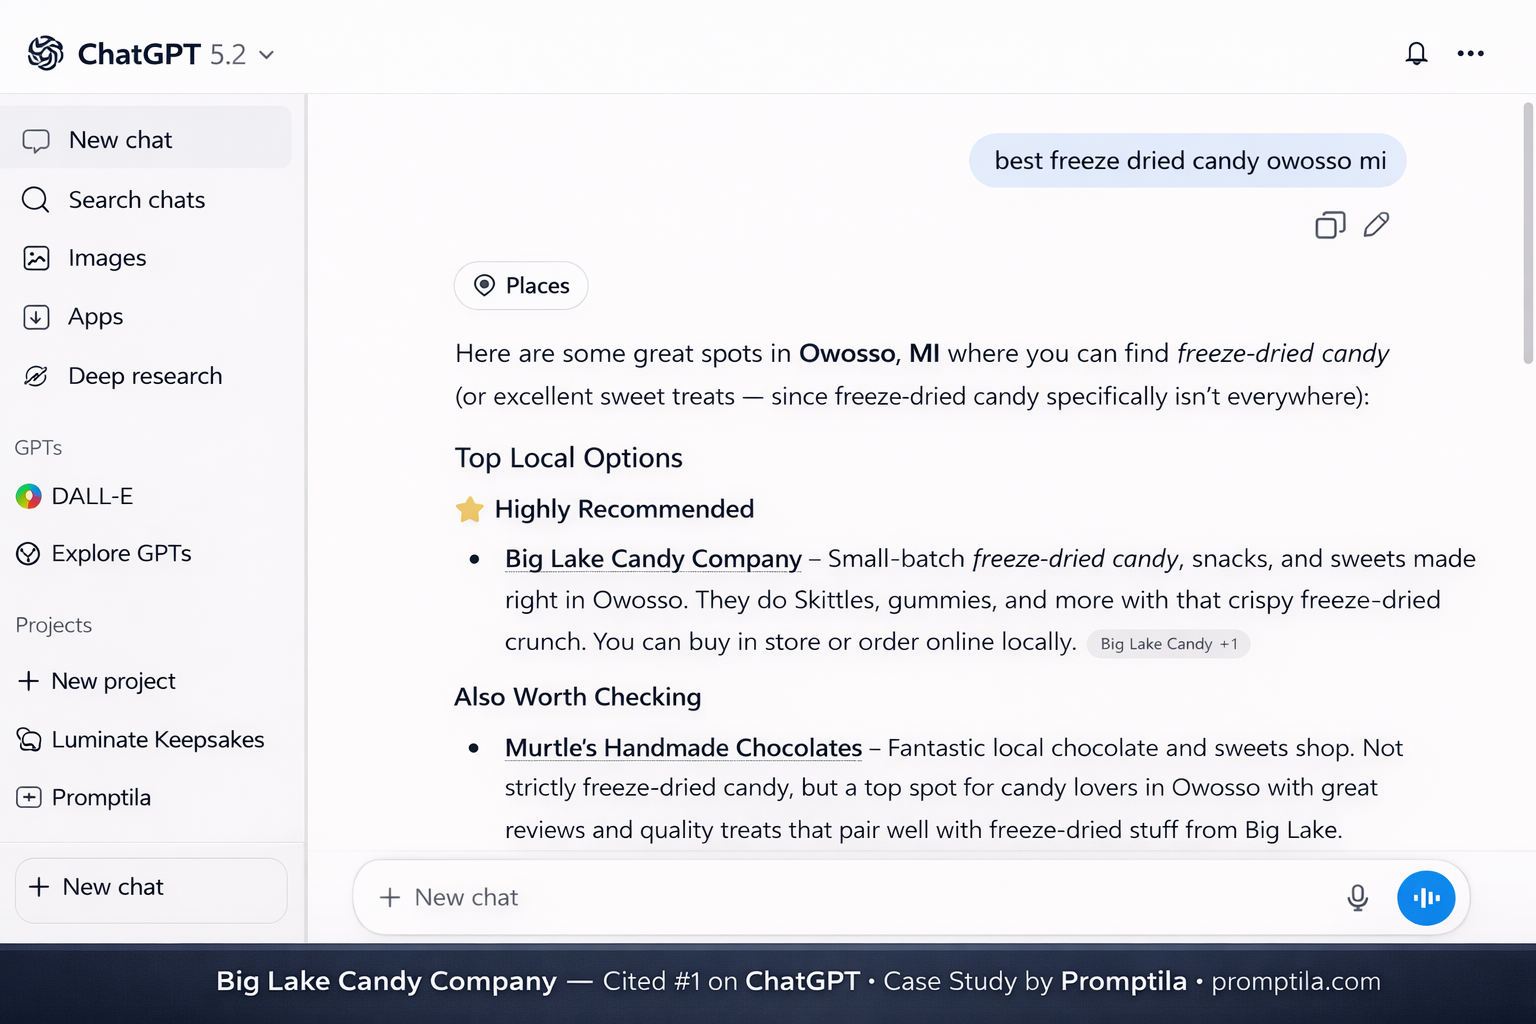 ChatGPT 5.2
New chat
Search chats
Images
Apps
Deep research
GPTs
DALL-E
Explore GPTs
Projects
New project
Luminate Keepsakes
Promptila
New chat
best freeze dried candy owosso mi
Places
Here are some great spots in Owosso, MI where you can find freeze-dried candy
(or excellent sweet treats — since freeze-dried candy specifically isn’t everywhere):
Top Local Options
Highly Recommended
• Big Lake Candy Company – Small-batch freeze-dried candy, snacks, and sweets made
right in Owosso. They do Skittles, gummies, and more with that crispy freeze-dried
crunch. You can buy in store or order online locally. Big Lake Candy +1
Also Worth Checking
• Murtle’s Handmade Chocolates – Fantastic local chocolate and sweets shop. Not
strictly freeze-dried candy, but a top spot for candy lovers in Owosso with great
reviews and quality treats that pair well with freeze-dried stuff from Big Lake.
New chat
Big Lake Candy Company — Cited #1 on ChatGPT • Case Study by Promptila • promptila.com